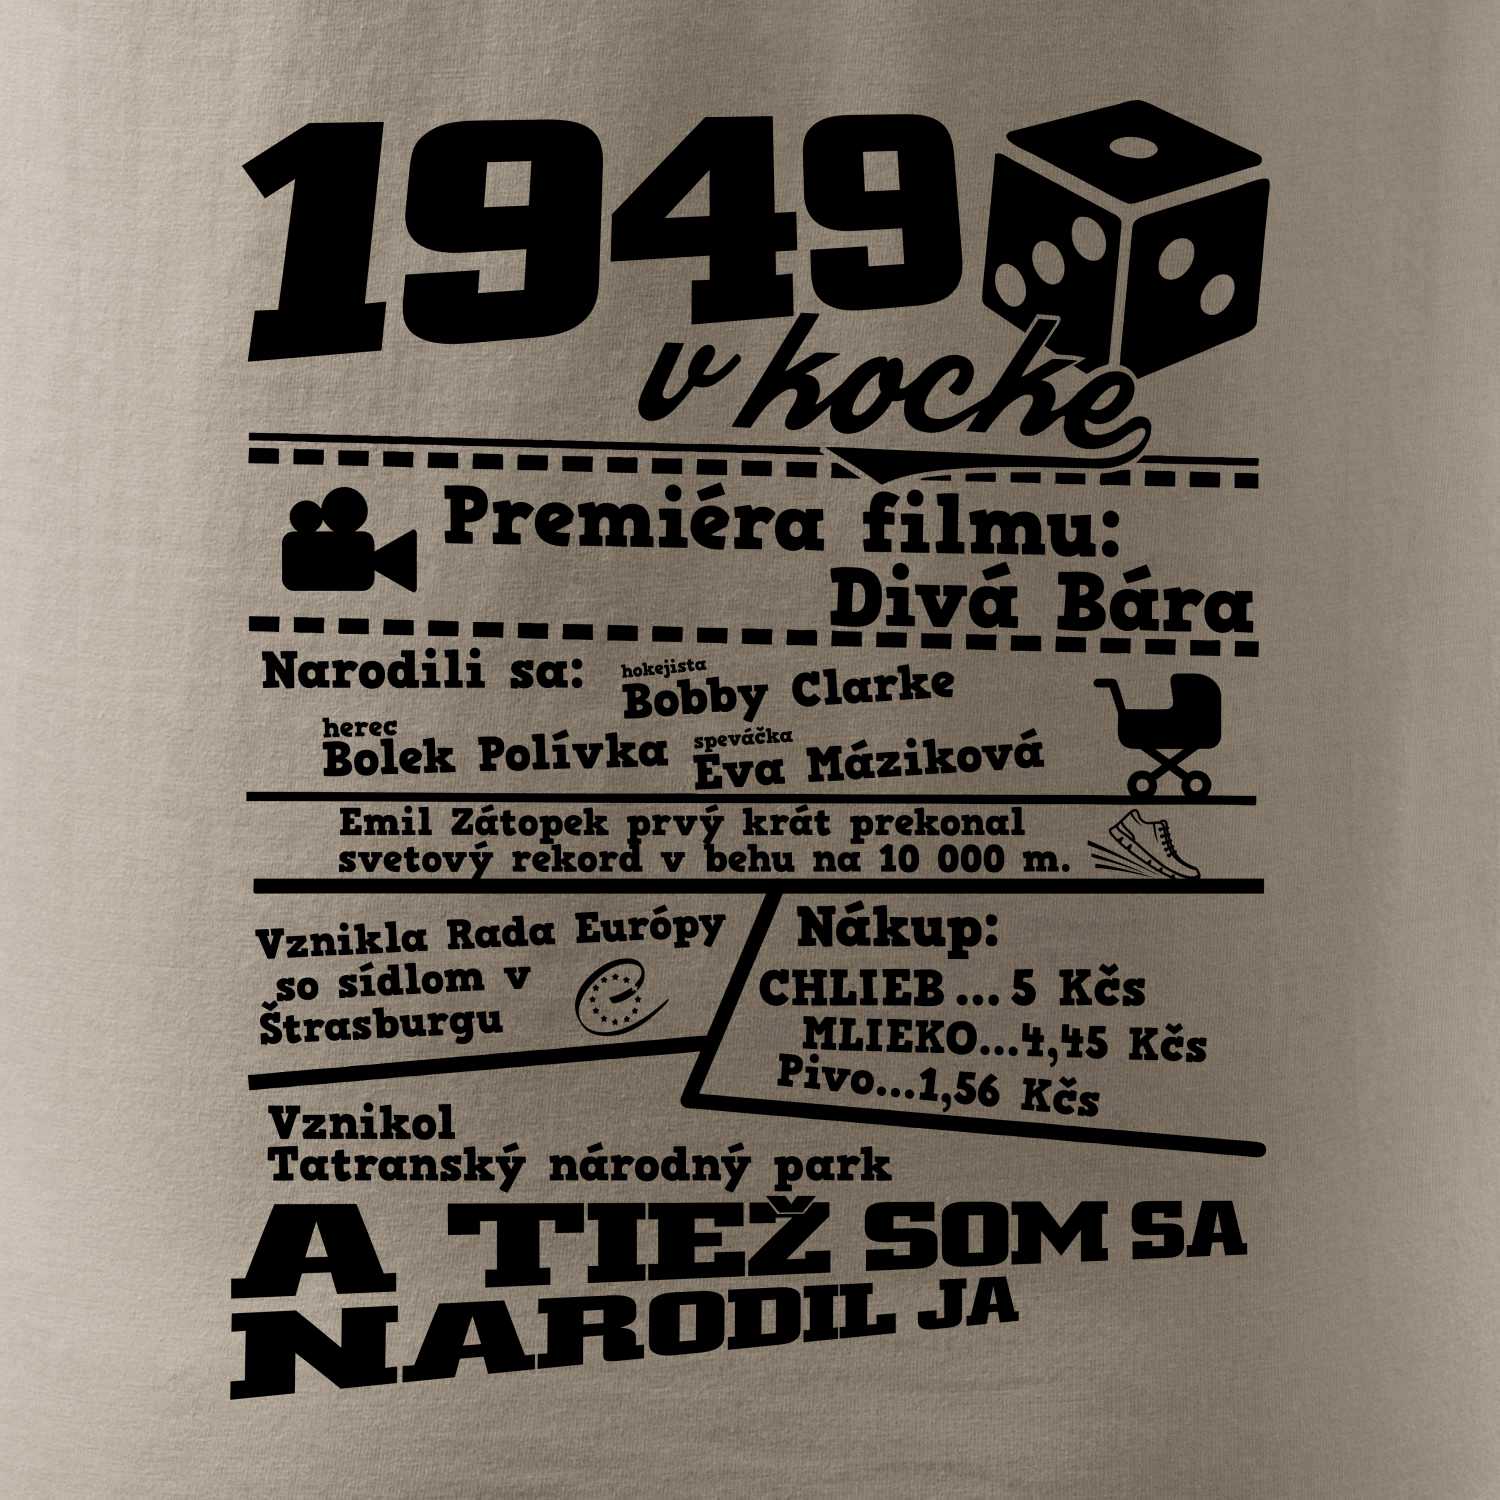 1949
v kocke
Premiéra filmu:
Divá Bára
Narodili sa:
hokejista
Bobby Clarke
herec
Bolek Polívka
speváčka
Eva Máziková
Emil Zátopek prvý krát prekonal
svetový rekord v behu na 10 000 m.
Vznikla Rada Európy
so sídlom v
Štrasburgu
Nákup:
CHLIEB...5 Kčs
MLIEKO...4,45 Kčs
Pivo...1,56 Kčs
Vznikol
Tatranský národný park
A TIEŽ SOM SA
NARODIL JA